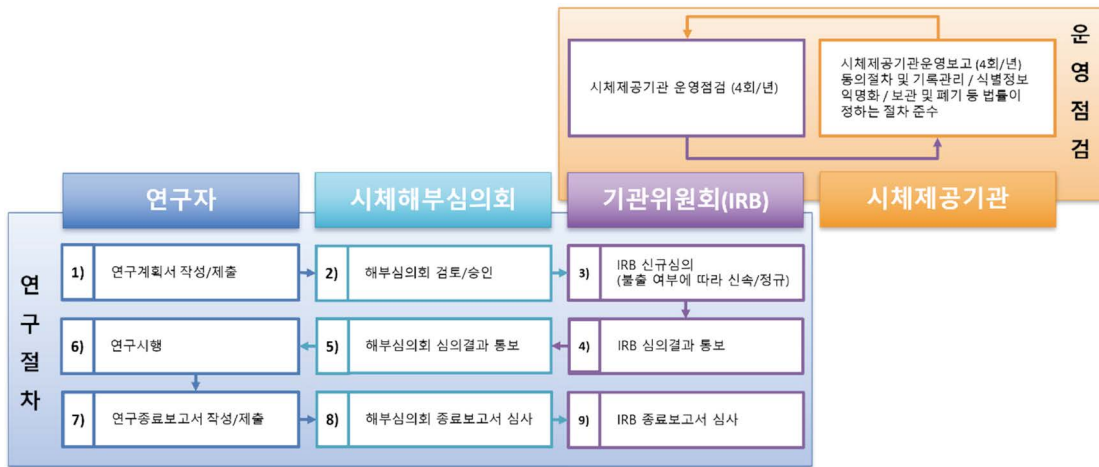 운영점검
시체제공기관 운영점검 (4회/년)
시체제공기관운영보고 (4회/년)
동의절차 및 기록관리 / 식별정보
익명화 / 보관 및 폐기 등 법률이
정하는 절차 준수
연구자
시체해부심의회
기관위원회(IRB)
시체제공기관
연구절차
1) 연구계획서 작성/제출
2) 해부심의회 검토/승인
3) IRB 신규심의
(불출 여부에 따라 신속/정규)
6) 연구시행
5) 해부심의회 심의결과 통보
4) IRB 심의결과 통보
7) 연구종료보고서 작성/제출
8) 해부심의회 종료보고서 심사
9) IRB 종료보고서 심사